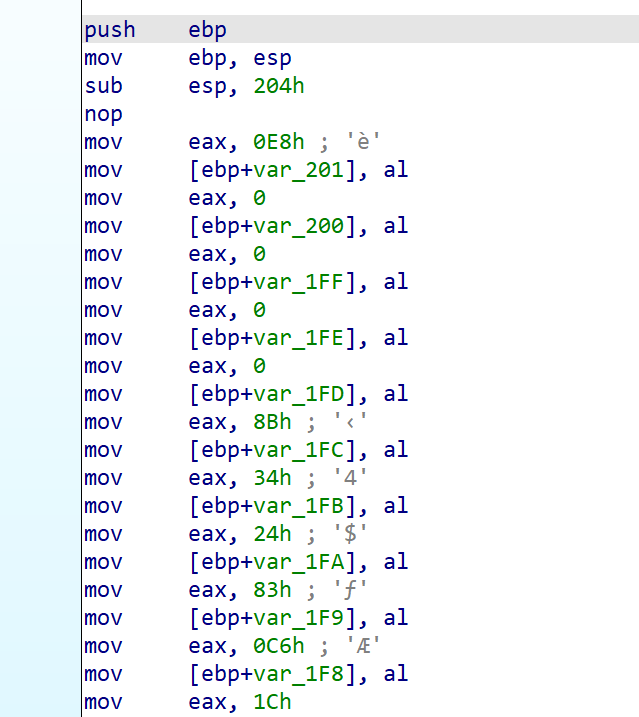 push    ebp
mov     ebp, esp
sub     esp, 204h
nop
mov     eax, 0E8h ; 'è'
mov     [ebp+var_201], al
mov     eax, 0
mov     [ebp+var_200], al
mov     eax, 0
mov     [ebp+var_1FF], al
mov     eax, 0
mov     [ebp+var_1FE], al
mov     eax, 0
mov     [ebp+var_1FD], al
mov     eax, 8Bh ; '‹'
mov     [ebp+var_1FC], al
mov     eax, 34h ; '4'
mov     [ebp+var_1FB], al
mov     eax, 24h ; '$'
mov     [ebp+var_1FA], al
mov     eax, 83h ; 'ƒ'
mov     [ebp+var_1F9], al
mov     eax, 0C6h ; 'Æ'
mov     [ebp+var_1F8], al
mov     eax, 1Ch